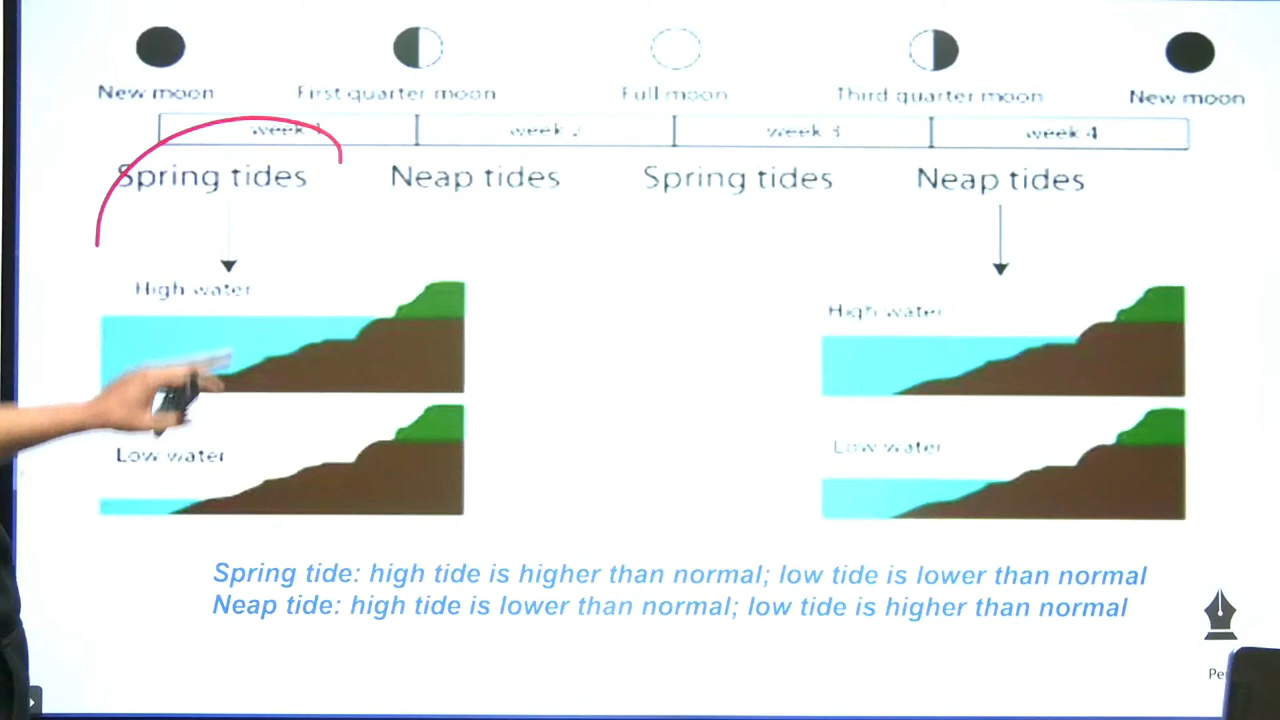 New moon
First quarter moon
Full moon
Third quarter moon
New moon
week 1
week 2
week 3
week 4
Spring tides
Neap tides
Spring tides
Neap tides
High water
High water
Low water
Low water
Spring tide: high tide is higher than normal; low tide is lower than normal
Neap tide: high tide is lower than normal; low tide is higher than normal